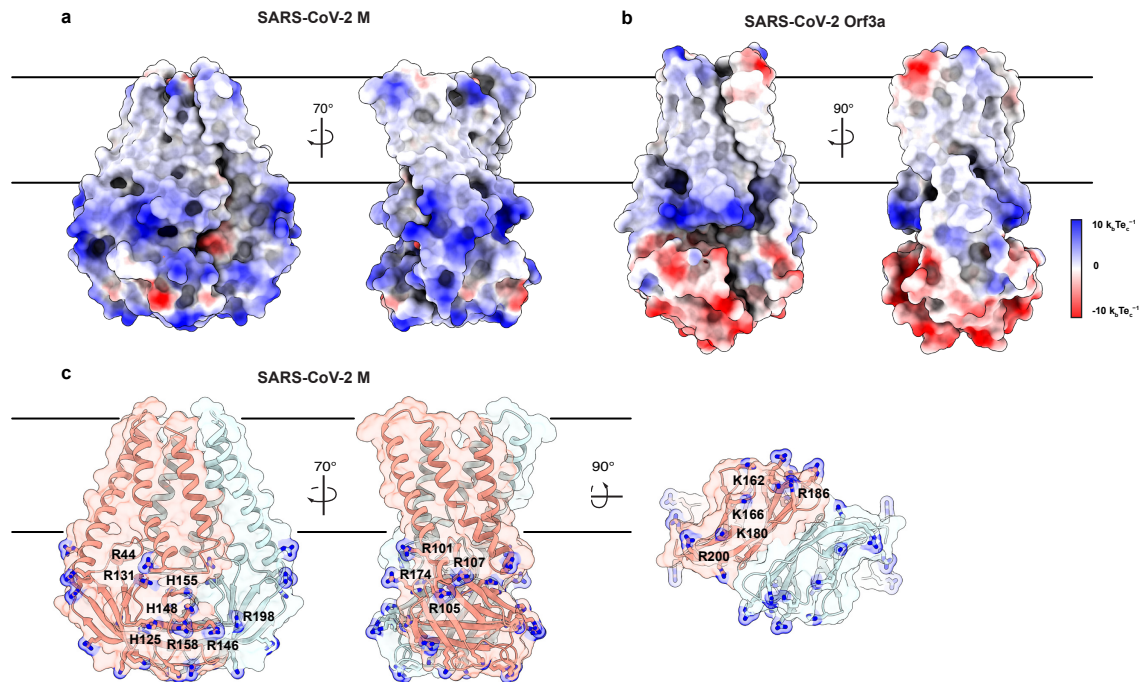 a
SARS-CoV-2 M
b
SARS-CoV-2 Orf3a
70°
90°
10 kbTec⁻¹
0
-10 kbTec⁻¹
c
SARS-CoV-2 M
70°
90°
R44
R131
H155
H148
R198
H125
R158
R146
R101
R107
R174
R105
K162
R186
K166
K180
R200